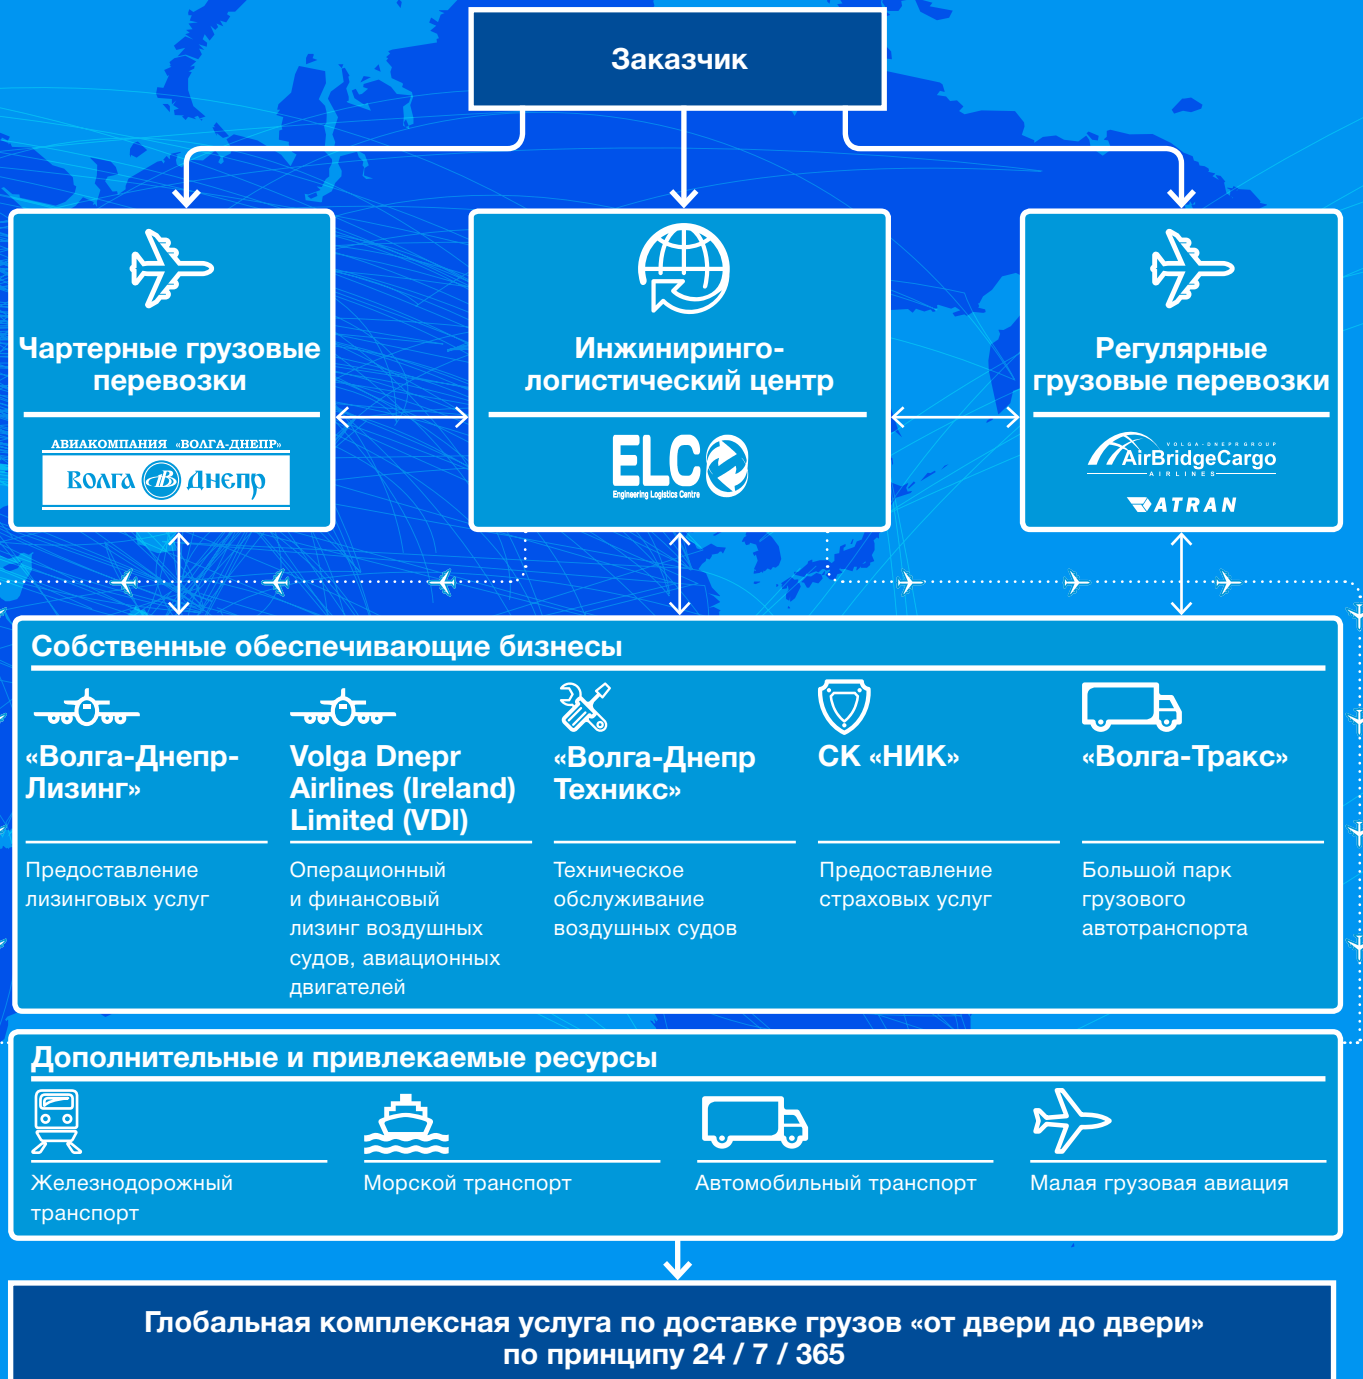 Заказчик
Чартерные грузовые
перевозки
АВИАКОМПАНИЯ «ВОЛГА-ДНЕПР»
Волга Днепр
Инжиниринго-
логистический центр
ELC
Engineering Logistics Centre
Регулярные
грузовые перевозки
VOLGA-DNEPR GROUP
AirBridgeCargo
AIRLINES
ATRAN
Собственные обеспечивающие бизнесы
«Волга-Днепр-
Лизинг»
Предоставление
лизинговых услуг
Volga Dnepr
Airlines (Ireland)
Limited (VDI)
Операционный
и финансовый
лизинг воздушных
судов, авиационных
двигателей
«Волга-Днепр
Техникс»
Техническое
обслуживание
воздушных судов
СК «НИК»
Предоставление
страховых услуг
«Волга-Тракс»
Большой парк
грузового
автотранспорта
Дополнительные и привлекаемые ресурсы
Железнодорожный
транспорт
Морской транспорт
Автомобильный транспорт
Малая грузовая авиация
Глобальная комплексная услуга по доставке грузов «от двери до двери»
по принципу 24 / 7 / 365